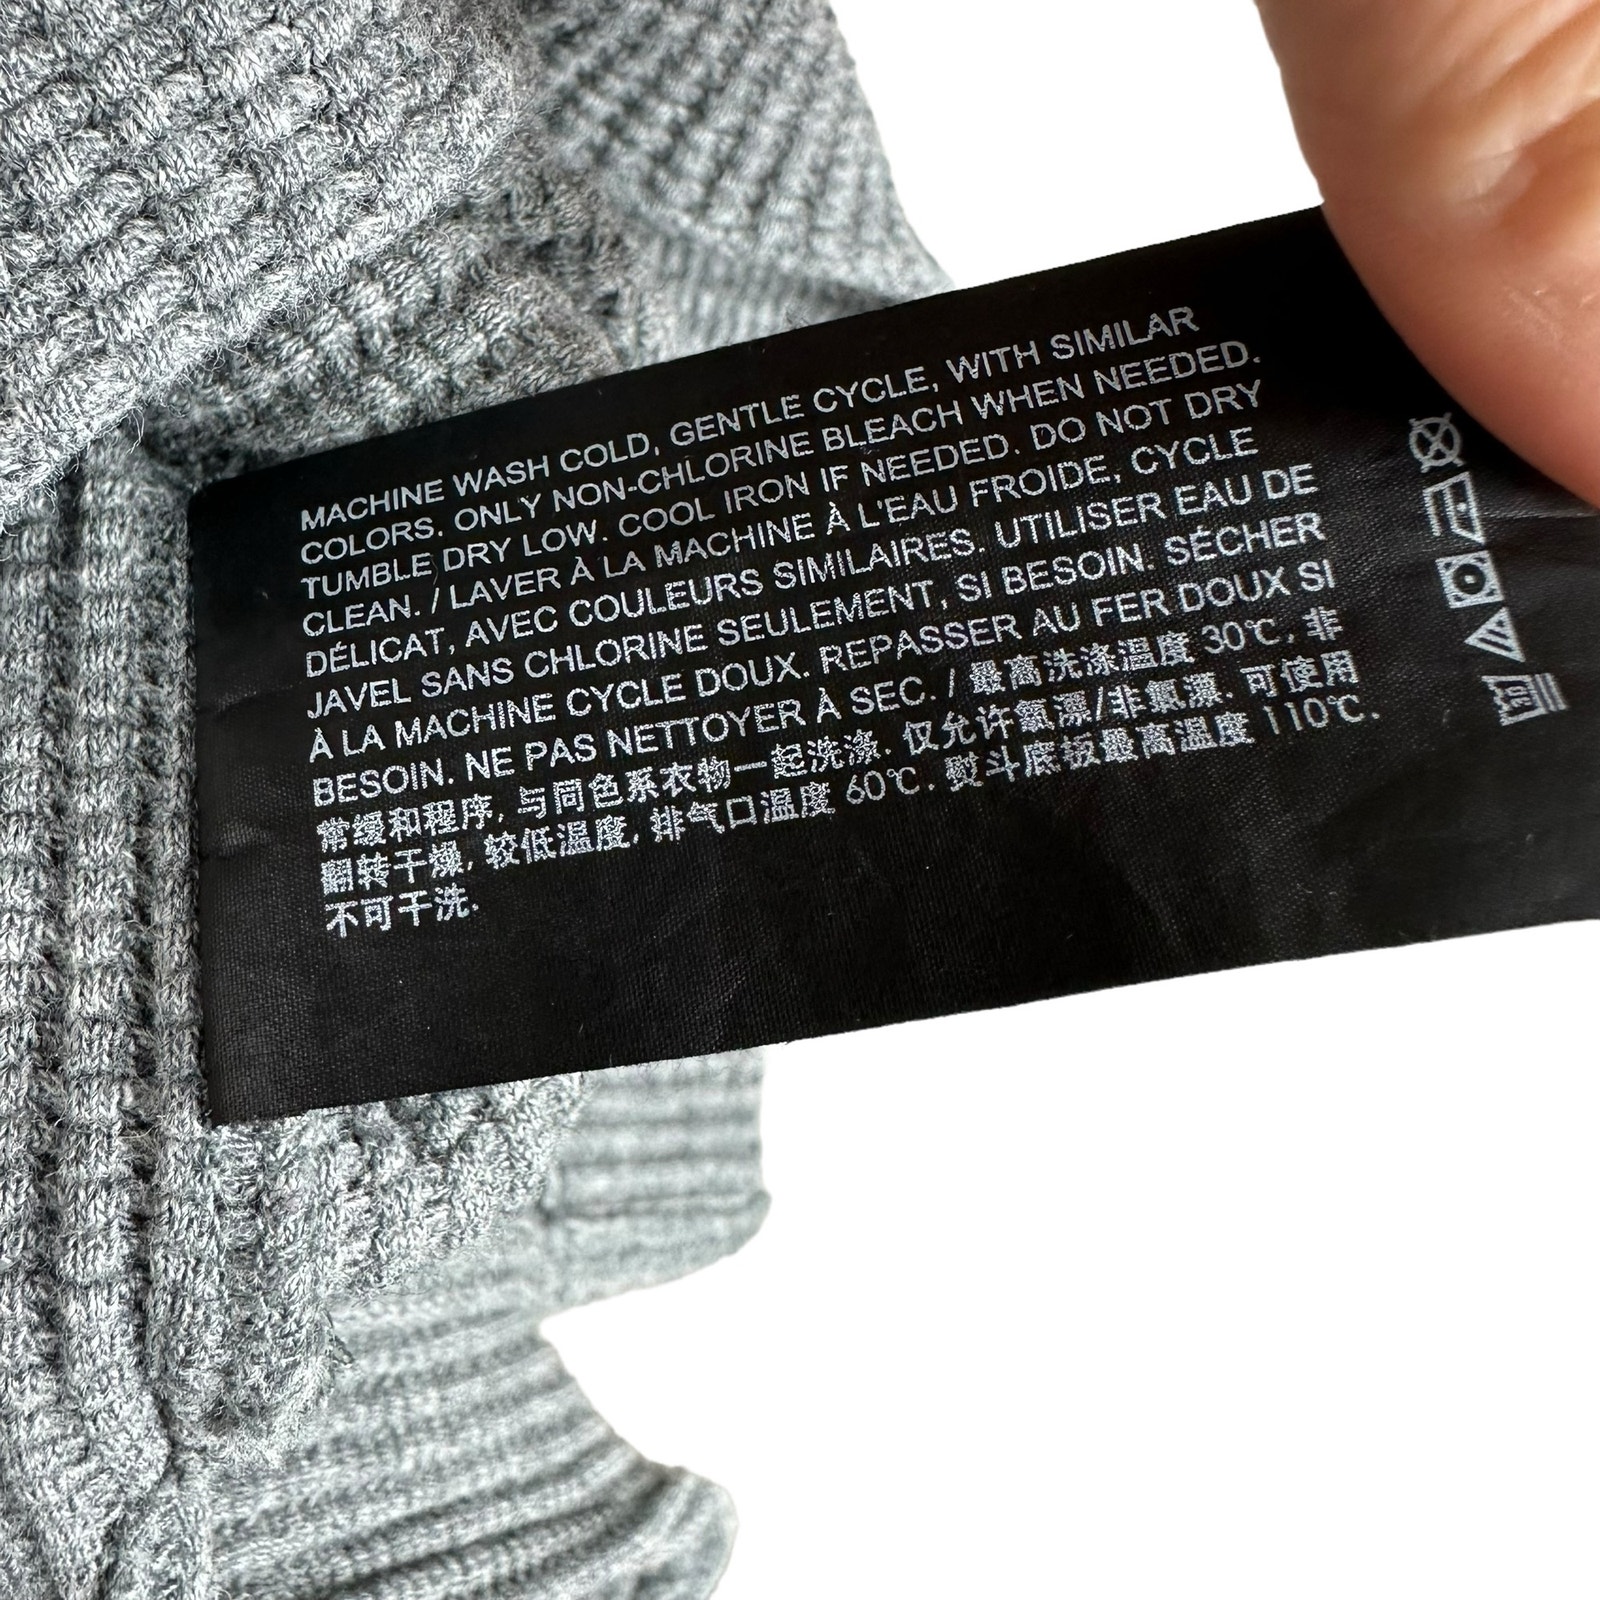 MACHINE WASH COLD, GENTLE CYCLE, WITH SIMILAR
COLORS. ONLY NON-CHLORINE BLEACH WHEN NEEDED.
TUMBLE DRY LOW. COOL IRON IF NEEDED. DO NOT DRY
CLEAN. / LAVER À LA MACHINE À L'EAU FROIDE, CYCLE
DÉLICAT, AVEC COULEURS SIMILAIRES. UTILISER EAU DE
JAVEL SANS CHLORINE SEULEMENT, SI BESOIN. SÉCHER
À LA MACHINE CYCLE DOUX. REPASSER AU FER DOUX SI
BESOIN. NE PAS NETTOYER À SEC. / 最高洗涤温度 30℃, 非
常缓和程序, 与同色系衣物一起洗涤. 仅允许氧漂/非氯漂. 可使用
翻转干燥, 较低温度, 排气口温度 60℃. 熨斗底板最高温度 110℃.
不可干洗.
30